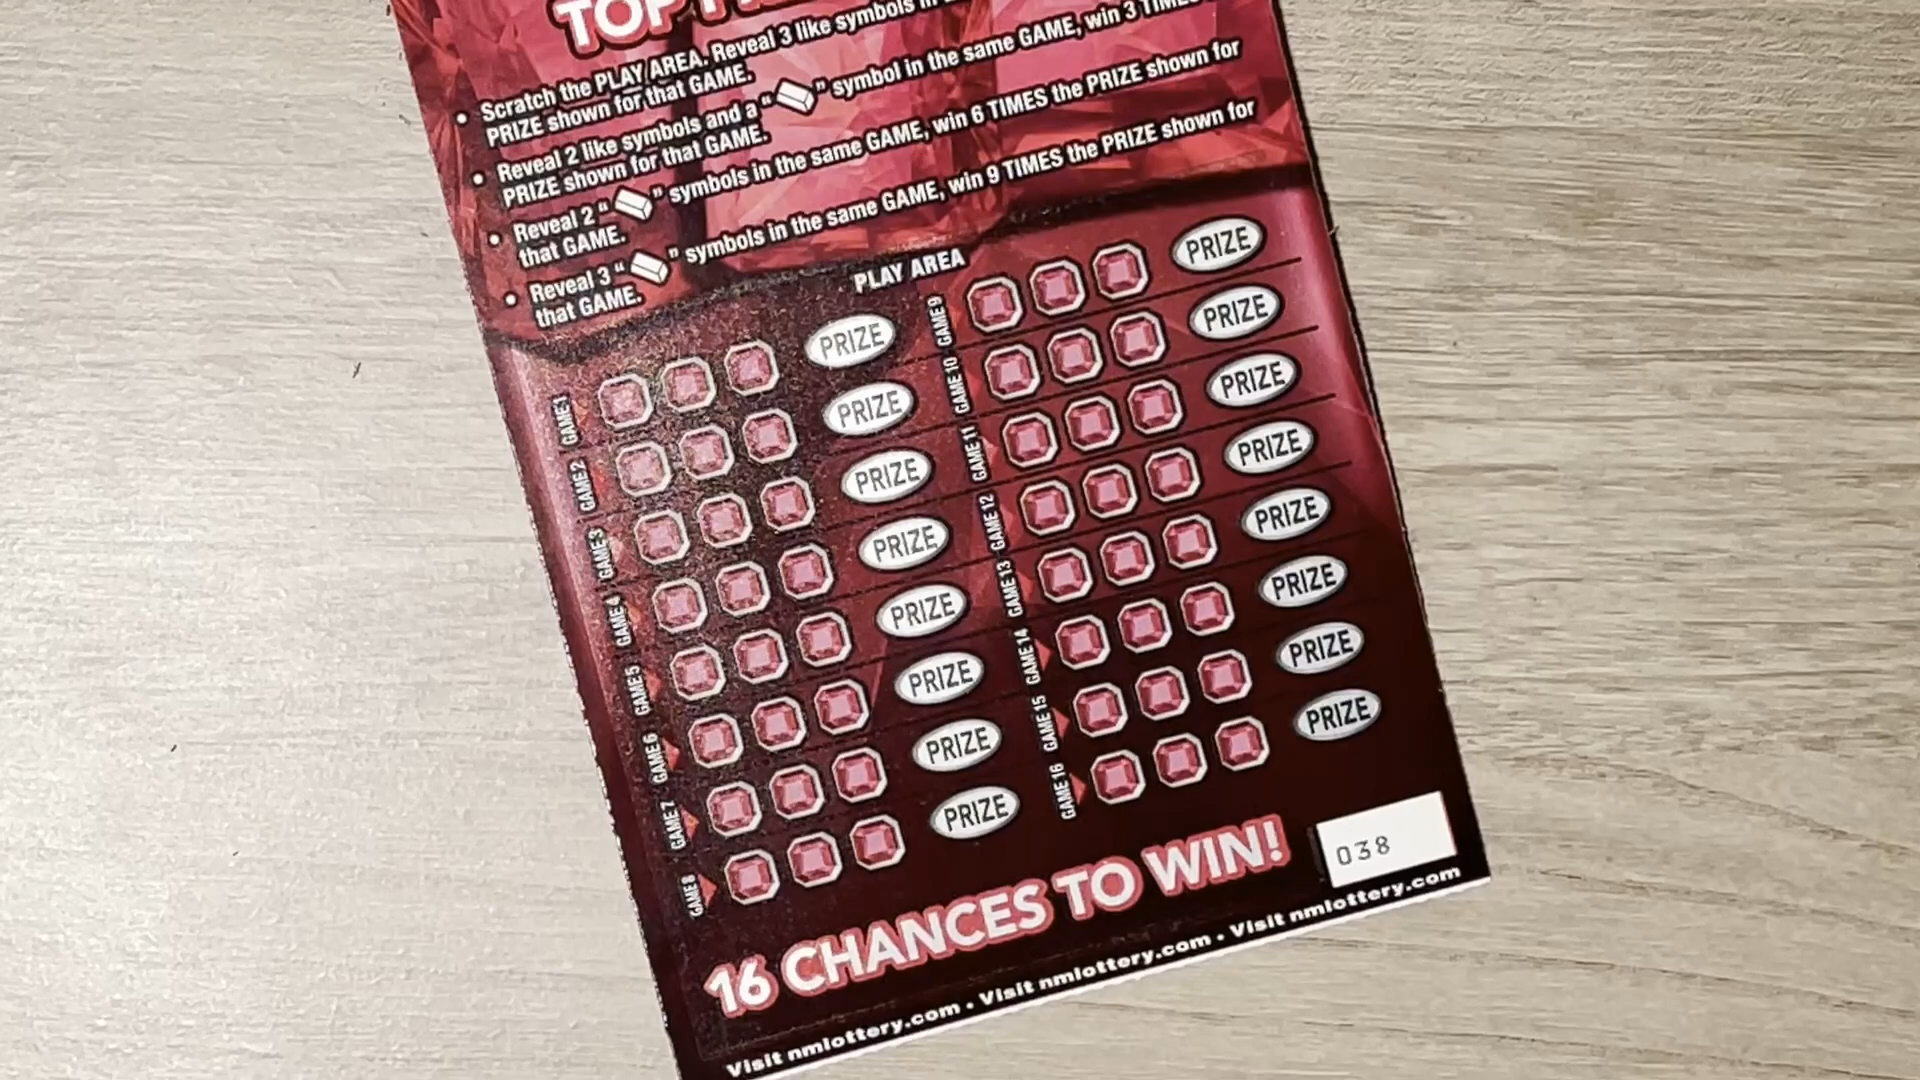 TOP
• Scratch the PLAY AREA. Reveal 3 like symbols in
PRIZE shown for that GAME.
• Reveal 2 like symbols and a “ ” symbol in the same GAME, win 3 TIMES
PRIZE shown for that GAME.
• Reveal 2 “ ” symbols in the same GAME, win 6 TIMES the PRIZE shown for
that GAME.
• Reveal 3 “ ” symbols in the same GAME, win 9 TIMES the PRIZE shown for
that GAME.
PLAY AREA
GAME 1 PRIZE
GAME 2 PRIZE
GAME 3 PRIZE
GAME 4 PRIZE
GAME 5 PRIZE
GAME 6 PRIZE
GAME 7 PRIZE
GAME 8 PRIZE
GAME 9 PRIZE
GAME 10 PRIZE
GAME 11 PRIZE
GAME 12 PRIZE
GAME 13 PRIZE
GAME 14 PRIZE
GAME 15 PRIZE
GAME 16 PRIZE
16 CHANCES TO WIN!
038
Visit nmlottery.com • Visit nmlottery.com • Visit nmlottery.com